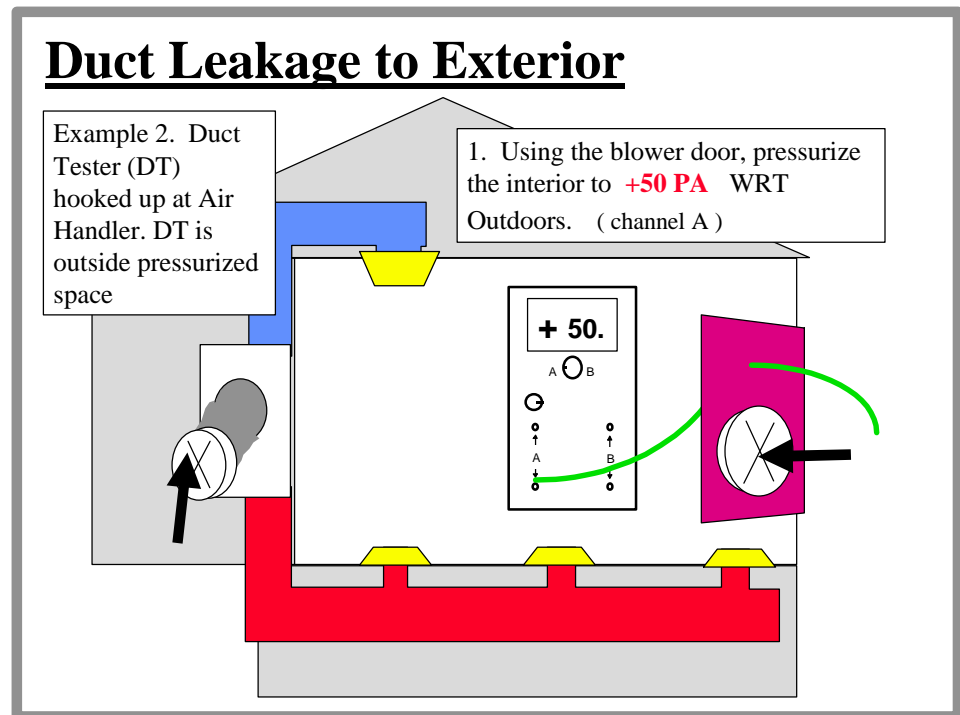 Duct Leakage to Exterior
Example 2.  Duct
Tester (DT)
hooked up at Air
Handler. DT is
outside pressurized
space
1.  Using the blower door, pressurize
the interior to  +50 PA   WRT
Outdoors.   ( channel A )
+ 50.
A B
A B